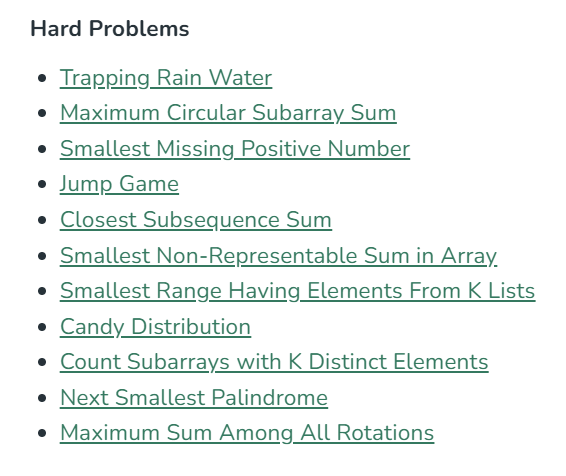 Hard Problems
• Trapping Rain Water
• Maximum Circular Subarray Sum
• Smallest Missing Positive Number
• Jump Game
• Closest Subsequence Sum
• Smallest Non-Representable Sum in Array
• Smallest Range Having Elements From K Lists
• Candy Distribution
• Count Subarrays with K Distinct Elements
• Next Smallest Palindrome
• Maximum Sum Among All Rotations